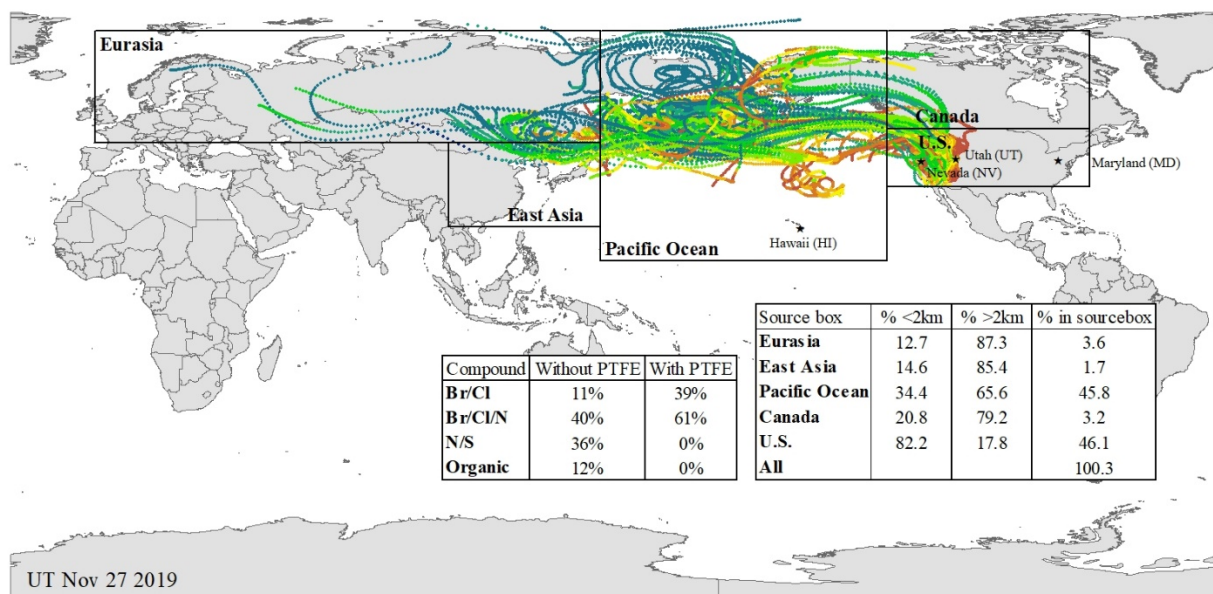 Eurasia
Canada
U.S.
Utah (UT)
Nevada (NV)
Maryland (MD)
East Asia
Hawaii (HI)
Pacific Ocean
Source box % <2km % >2km % in sourcebox
Eurasia 12.7 87.3 3.6
East Asia 14.6 85.4 1.7
Pacific Ocean 34.4 65.6 45.8
Canada 20.8 79.2 3.2
U.S. 82.2 17.8 46.1
All 100.3
Compound Without PTFE With PTFE
Br/Cl 11% 39%
Br/Cl/N 40% 61%
N/S 36% 0%
Organic 12% 0%
UT Nov 27 2019